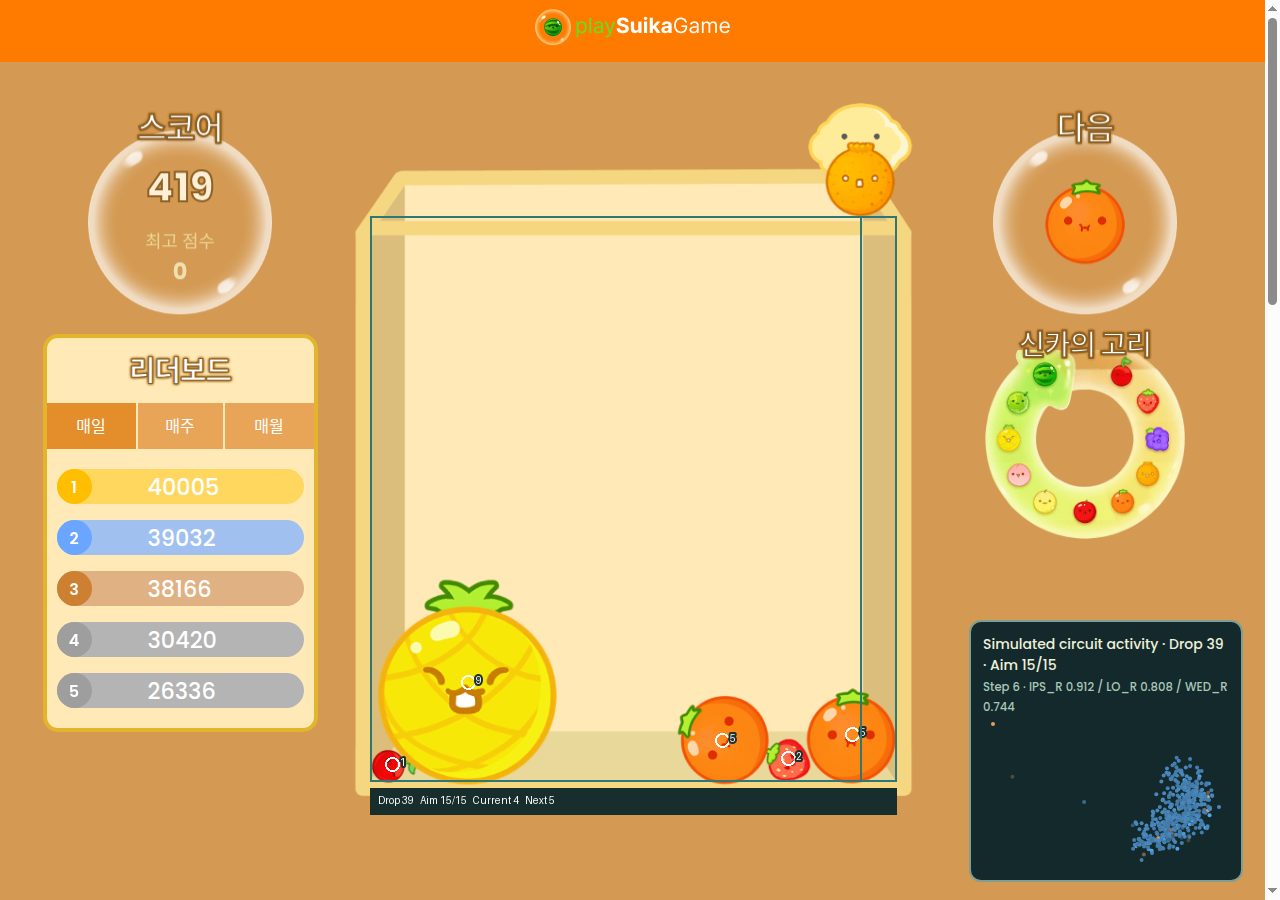 playSuikaGame
스코어
419
최고 점수
0
다음
신카의 고리
리더보드
매일 매주 매월
1 40005
2 39032
3 38166
4 30420
5 26336
9
1
5
2
5
Drop 39 Aim 15/15 Current 4 Next 5
Simulated circuit activity · Drop 39
· Aim 15/15
Step 6 · IPS_R 0.912 / LO_R 0.808 / WED_R
0.744